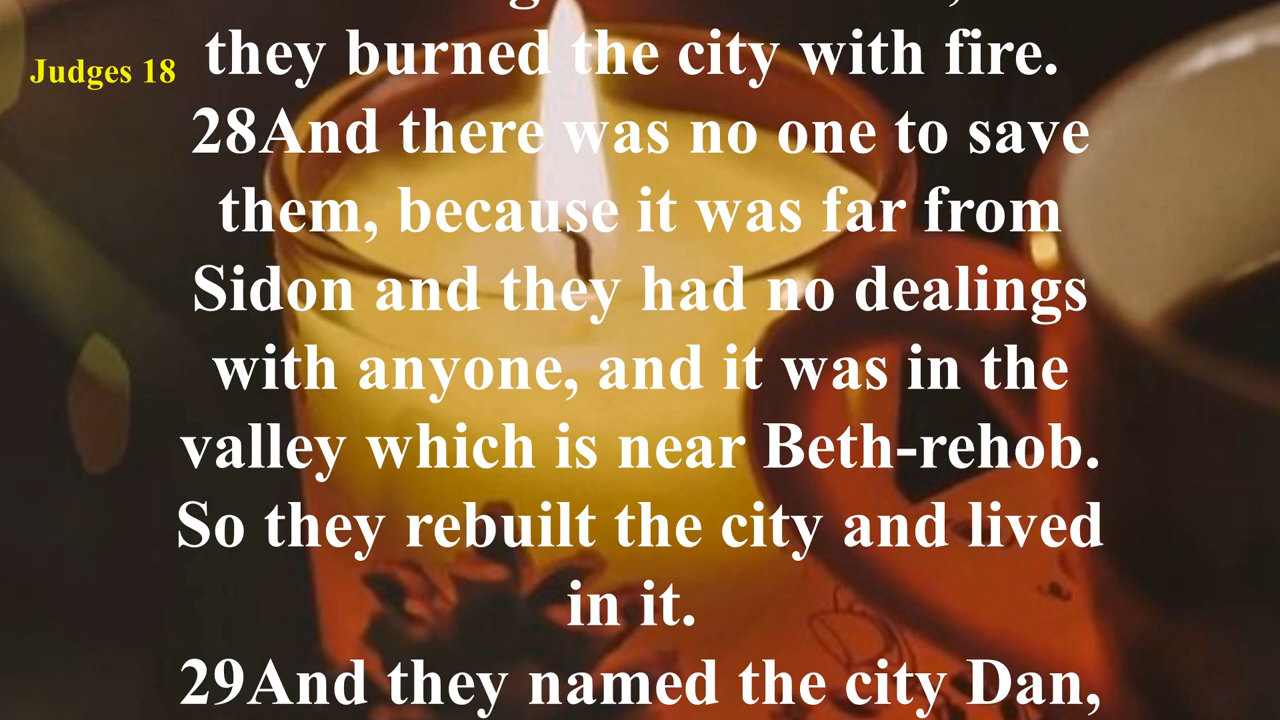 Judges 18
they burned the city with fire.
28And there was no one to save
them, because it was far from
Sidon and they had no dealings
with anyone, and it was in the
valley which is near Beth-rehob.
So they rebuilt the city and lived
in it.
29And they named the city Dan,